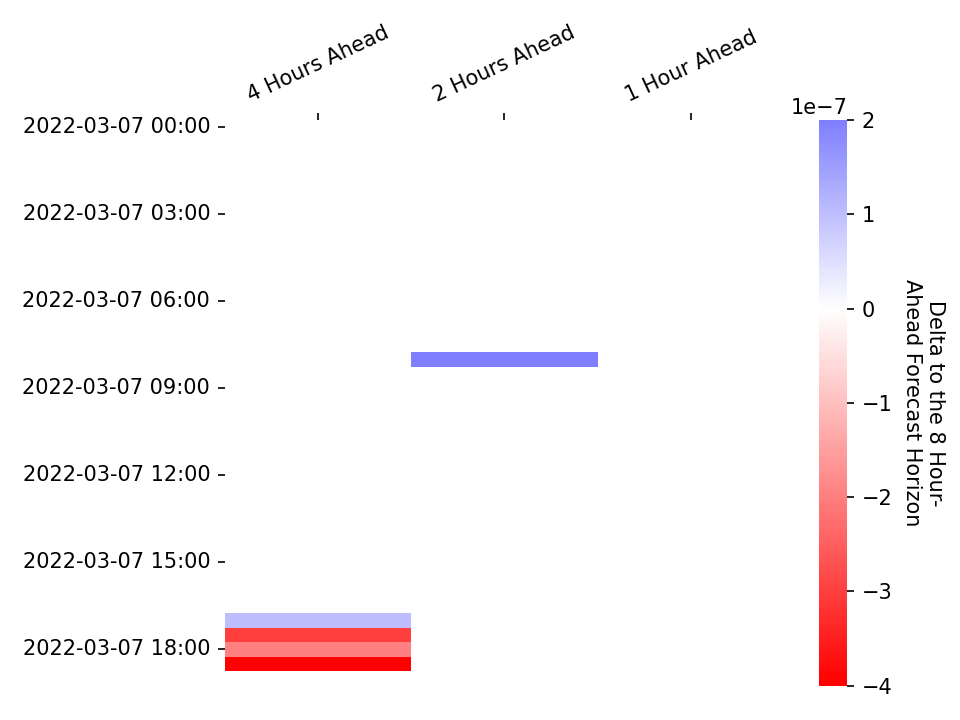 4 Hours Ahead
2 Hours Ahead
1 Hour Ahead
2022-03-07 00:00
2022-03-07 03:00
2022-03-07 06:00
2022-03-07 09:00
2022-03-07 12:00
2022-03-07 15:00
2022-03-07 18:00
1e−7
2
1
0
−1
−2
−3
−4
Delta to the 8 Hour-
Ahead Forecast Horizon